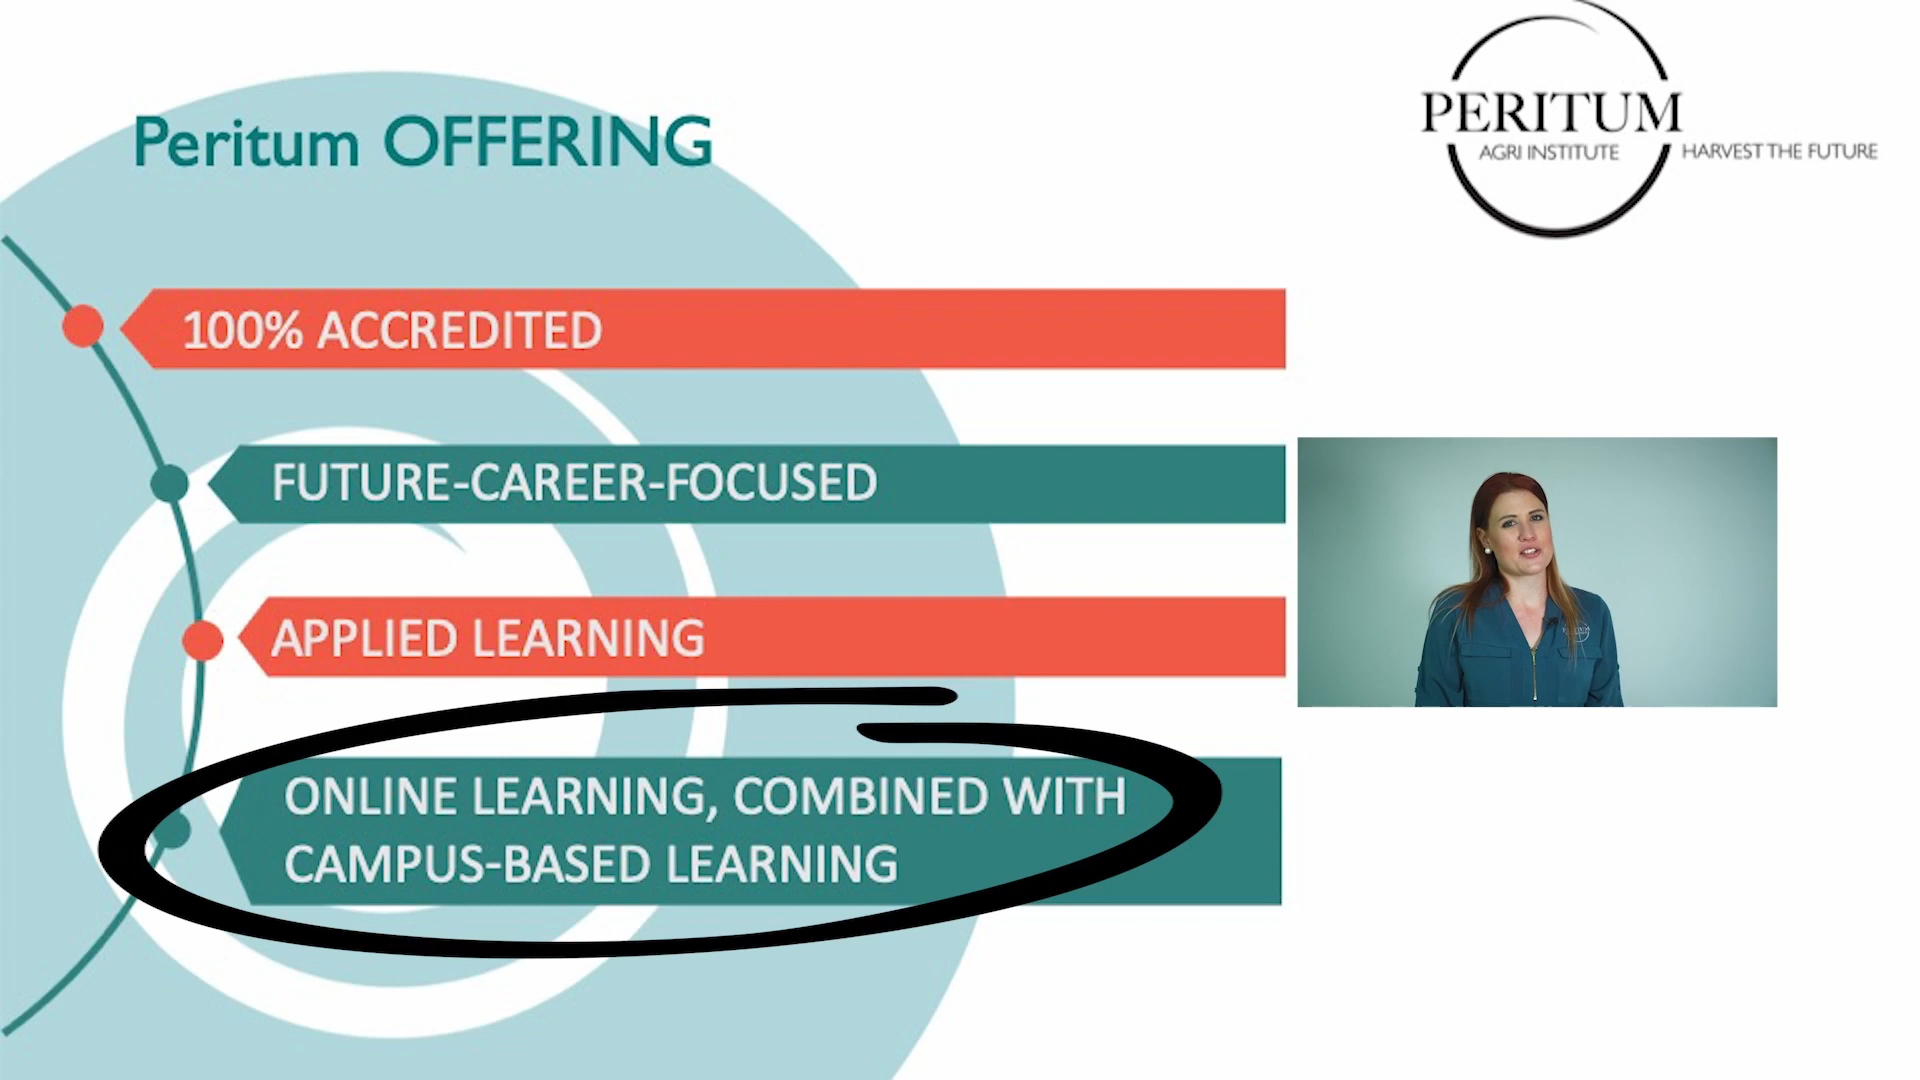 Peritum OFFERING
PERITUM
AGRI INSTITUTE
HARVEST THE FUTURE
100% ACCREDITED
FUTURE-CAREER-FOCUSED
APPLIED LEARNING
ONLINE LEARNING, COMBINED WITH
CAMPUS-BASED LEARNING
PERITUM